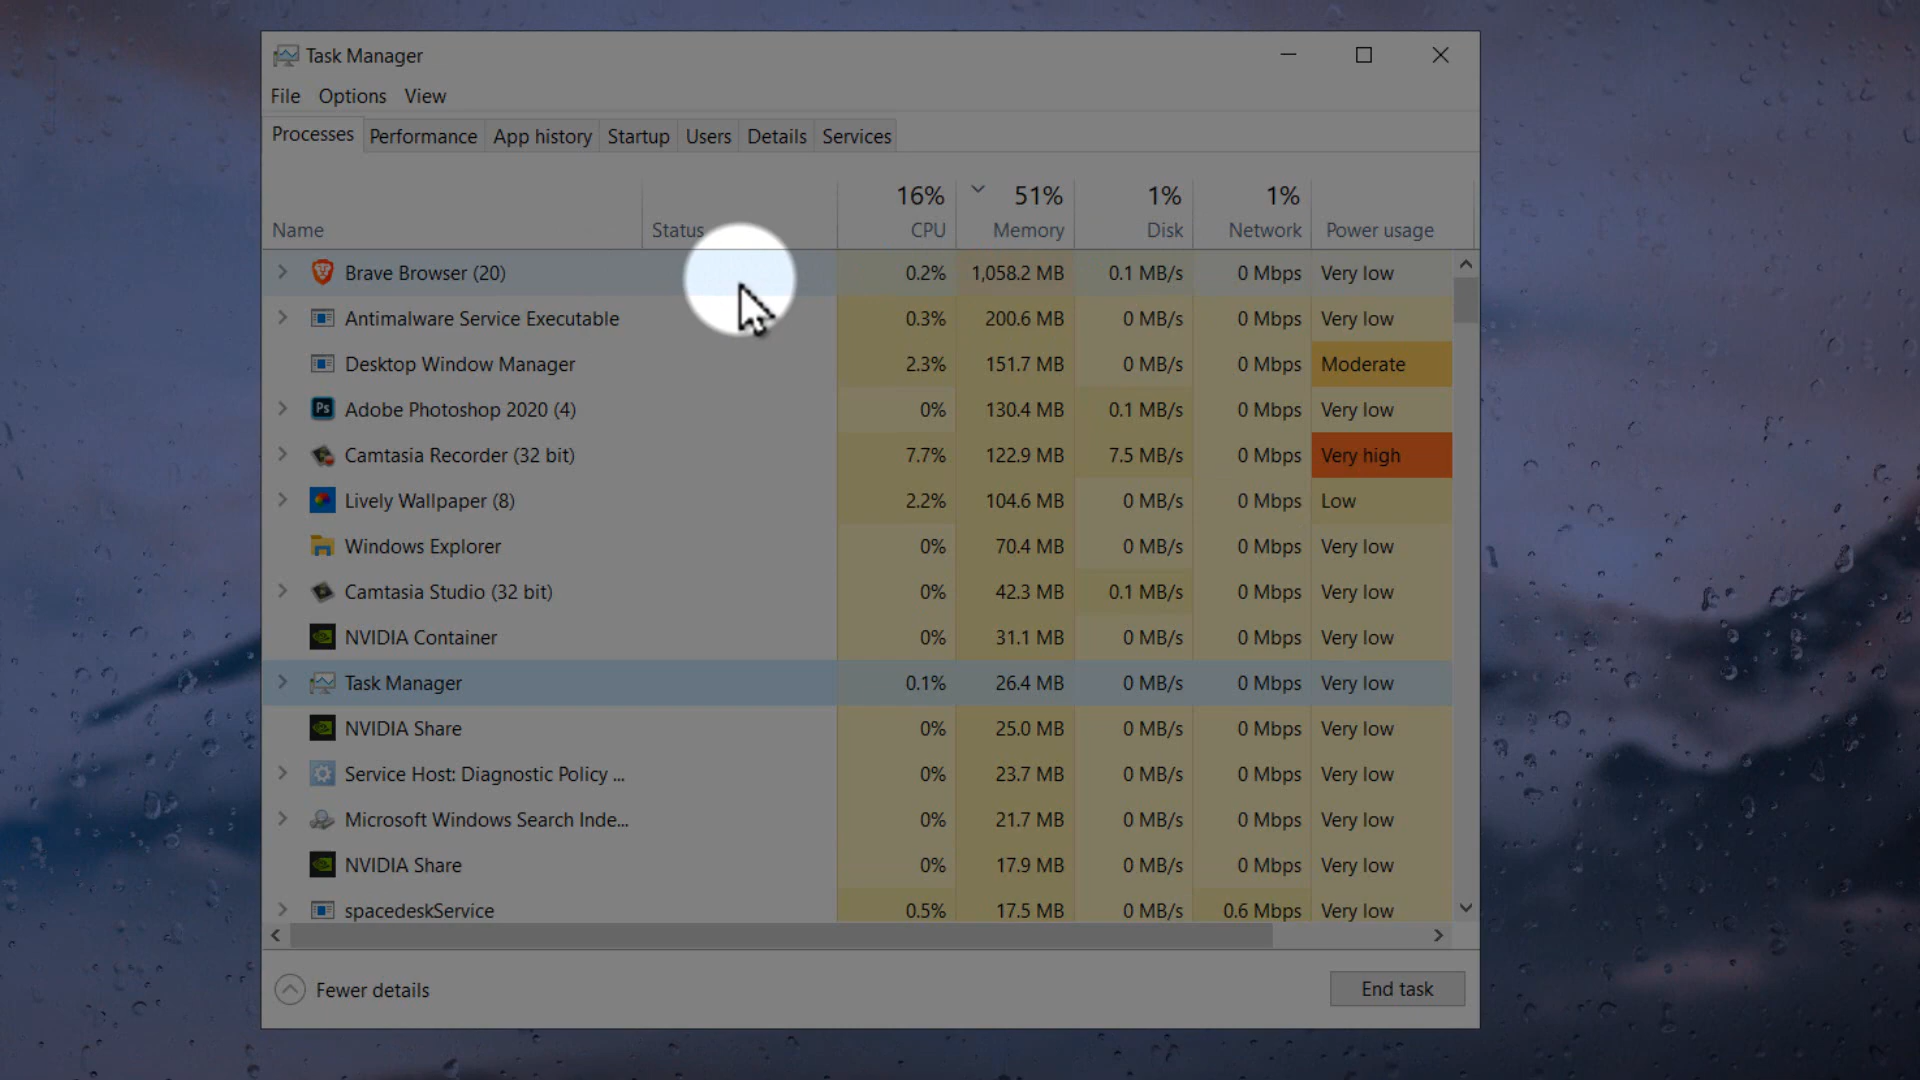 Task Manager
File Options View
Processes Performance App history Startup Users Details Services
16% 51% 1% 1%
Name Status CPU Memory Disk Network Power usage
Brave Browser (20) 0.2% 1,058.2 MB 0.1 MB/s 0 Mbps Very low
Antimalware Service Executable 0.3% 200.6 MB 0 MB/s 0 Mbps Very low
Desktop Window Manager 2.3% 151.7 MB 0 MB/s 0 Mbps Moderate
Ps Adobe Photoshop 2020 (4) 0% 130.4 MB 0.1 MB/s 0 Mbps Very low
Camtasia Recorder (32 bit) 7.7% 122.9 MB 7.5 MB/s 0 Mbps Very high
Lively Wallpaper (8) 2.2% 104.6 MB 0 MB/s 0 Mbps Low
Windows Explorer 0% 70.4 MB 0 MB/s 0 Mbps Very low
Camtasia Studio (32 bit) 0% 42.3 MB 0.1 MB/s 0 Mbps Very low
NVIDIA Container 0% 31.1 MB 0 MB/s 0 Mbps Very low
Task Manager 0.1% 26.4 MB 0 MB/s 0 Mbps Very low
NVIDIA Share 0% 25.0 MB 0 MB/s 0 Mbps Very low
Service Host: Diagnostic Policy ... 0% 23.7 MB 0 MB/s 0 Mbps Very low
Microsoft Windows Search Inde... 0% 21.7 MB 0 MB/s 0 Mbps Very low
NVIDIA Share 0% 17.9 MB 0 MB/s 0 Mbps Very low
spacedeskService 0.5% 17.5 MB 0 MB/s 0.6 Mbps Very low
Fewer details End task